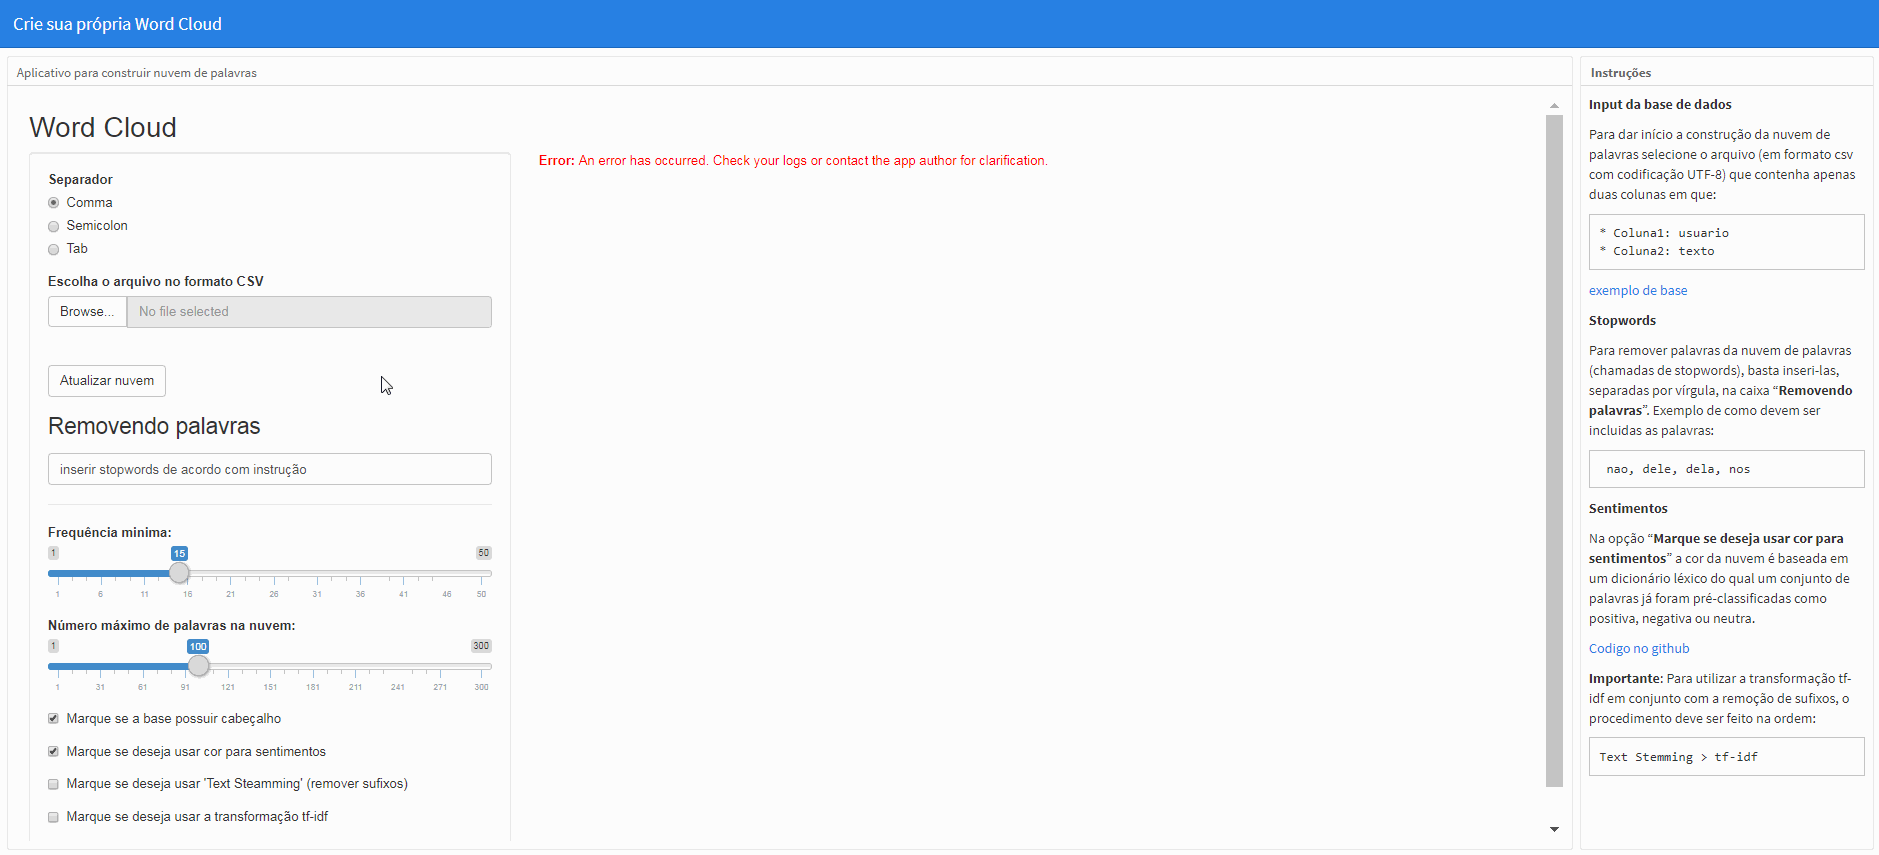 Crie sua própria Word Cloud
Aplicativo para construir nuvem de palavras
Word Cloud
Separador
Comma
Semicolon
Tab
Escolha o arquivo no formato CSV
Browse... No file selected
Atualizar nuvem
Removendo palavras
inserir stopwords de acordo com instrução
Frequência minima:
1 15 50
1 6 11 16 21 26 31 36 41 46 50
Número máximo de palavras na nuvem:
1 100 300
1 31 61 91 121 151 181 211 241 271 300
Marque se a base possuir cabeçalho
Marque se deseja usar cor para sentimentos
Marque se deseja usar 'Text Steamming' (remover sufixos)
Marque se deseja usar a transformação tf-idf
Error: An error has occurred. Check your logs or contact the app author for clarification.
Instruções
Input da base de dados
Para dar início a construção da nuvem de
palavras selecione o arquivo (em formato csv
com codificação UTF-8) que contenha apenas
duas colunas em que:
* Coluna1: usuario
* Coluna2: texto
exemplo de base
Stopwords
Para remover palavras da nuvem de palavras
(chamadas de stopwords), basta inseri-las,
separadas por vírgula, na caixa “Removendo
palavras”. Exemplo de como devem ser
incluidas as palavras:
nao, dele, dela, nos
Sentimentos
Na opção “Marque se deseja usar cor para
sentimentos” a cor da nuvem é baseada em
um dicionário léxico do qual um conjunto de
palavras já foram pré-classificadas como
positiva, negativa ou neutra.
Codigo no github
Importante: Para utilizar a transformação tf-
idf em conjunto com a remoção de sufixos, o
procedimento deve ser feito na ordem:
Text Stemming > tf-idf